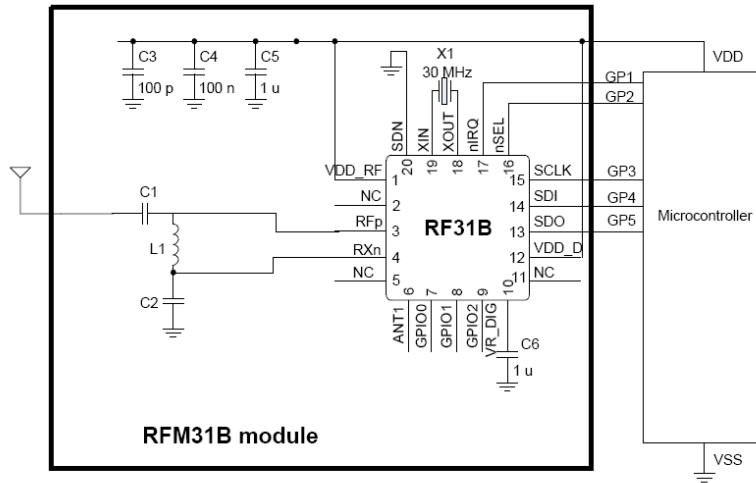 X1
30 MHz
VDD
C3
C4
C5
100 p
100 n
1 u
GP1
GP2
SDN
XIN
XOUT
nIRQ
nSEL
20
19
18
17
16
VDD_RF
1
15
SCLK
GP3
NC
2
14
SDI
GP4
C1
RFp
3
RF31B
13
SDO
GP5
Microcontroller
L1
RXn
4
12
VDD_D
NC
5
11
NC
C2
6
7
8
9
10
ANT1
GPIO0
GPIO1
GPIO2
VR_DIG
C6
1 u
RFM31B module
VSS